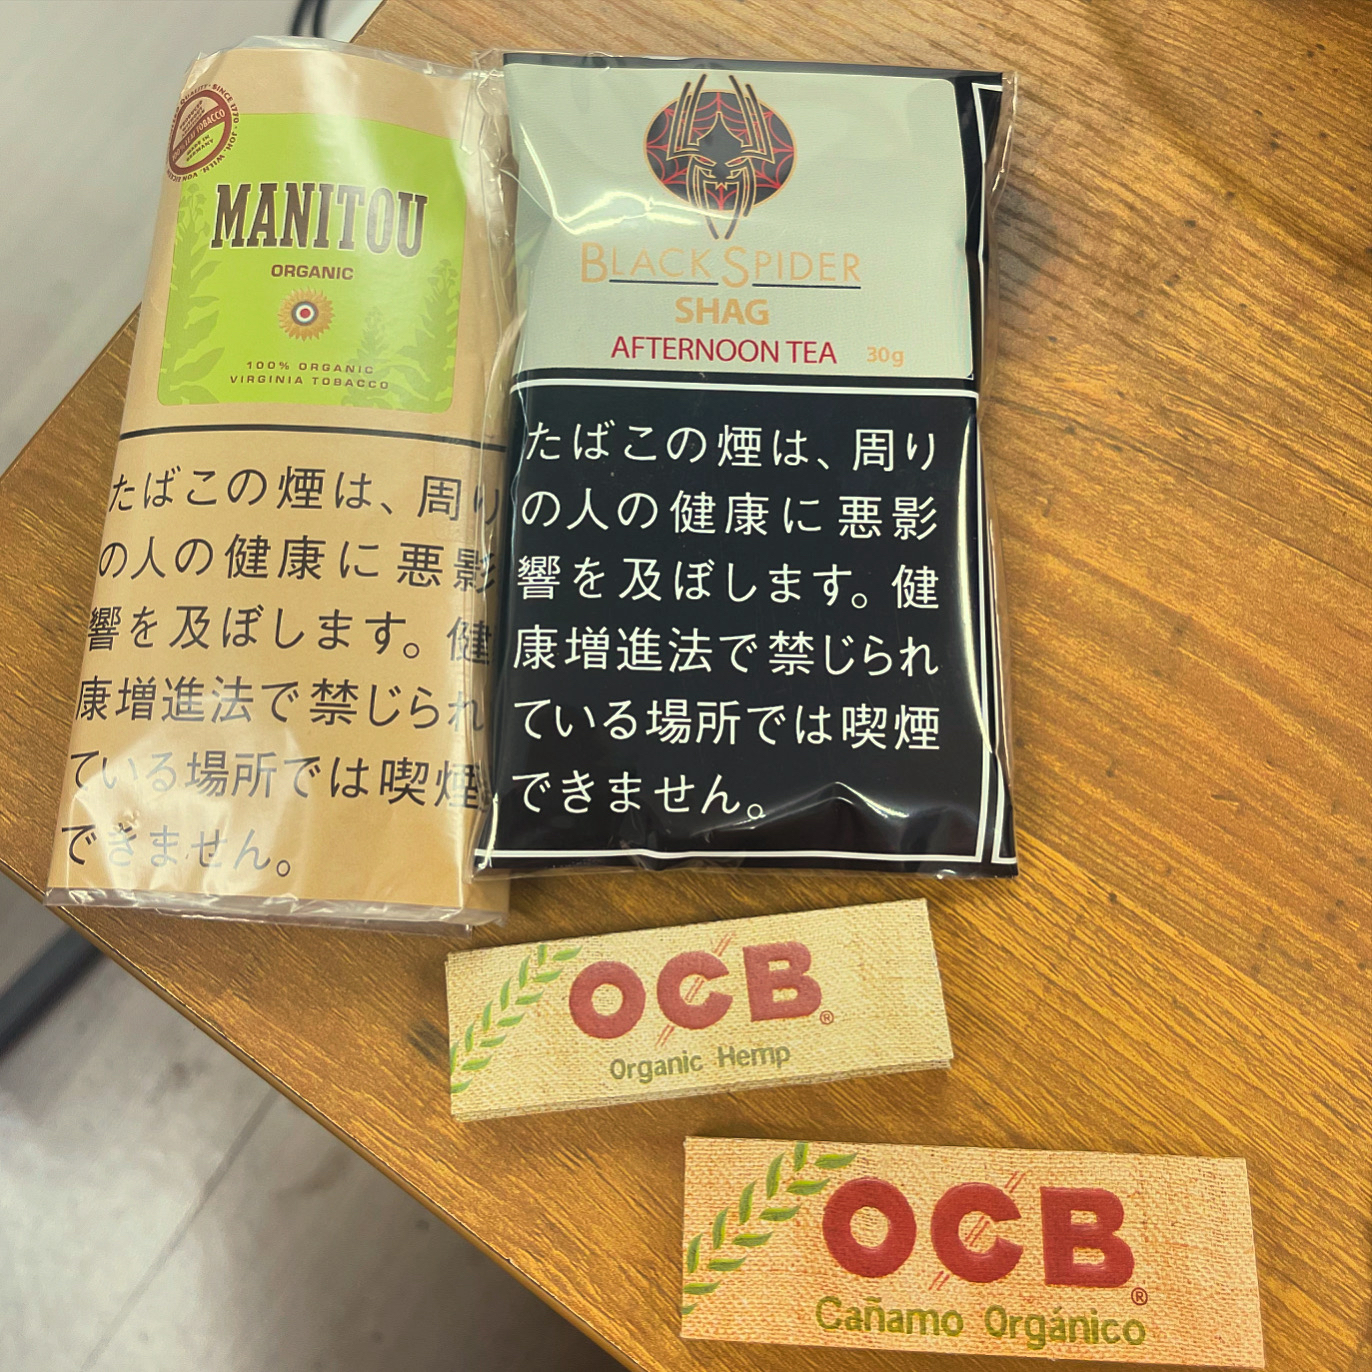 MANITOU
ORGANIC
100% ORGANIC
VIRGINIA TOBACCO
たばこの煙は、周り
の人の健康に悪影
響を及ぼします。健
康増進法で禁じられ
ている場所では喫煙
できません。
BLACK SPIDER
SHAG
AFTERNOON TEA 30g
たばこの煙は、周り
の人の健康に悪影
響を及ぼします。健
康増進法で禁じられ
ている場所では喫煙
できません。
OCB®
Organic Hemp
OCB®
Cañamo Orgánico